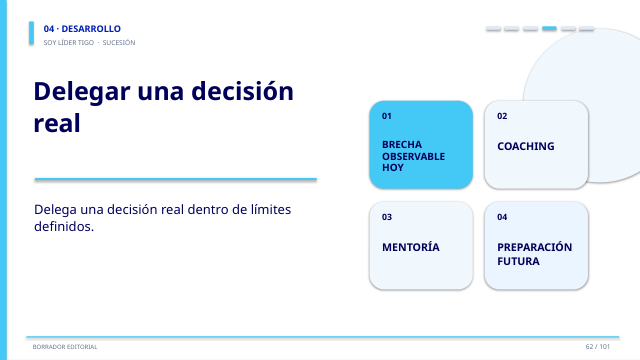 04 · DESARROLLO
SOY LÍDER TIGO · SUCESIÓN
Delegar una decisión
real
Delega una decisión real dentro de límites
definidos.
01
BRECHA
OBSERVABLE
HOY
02
COACHING
03
MENTORÍA
04
PREPARACIÓN
FUTURA
BORRADOR EDITORIAL
62 / 101